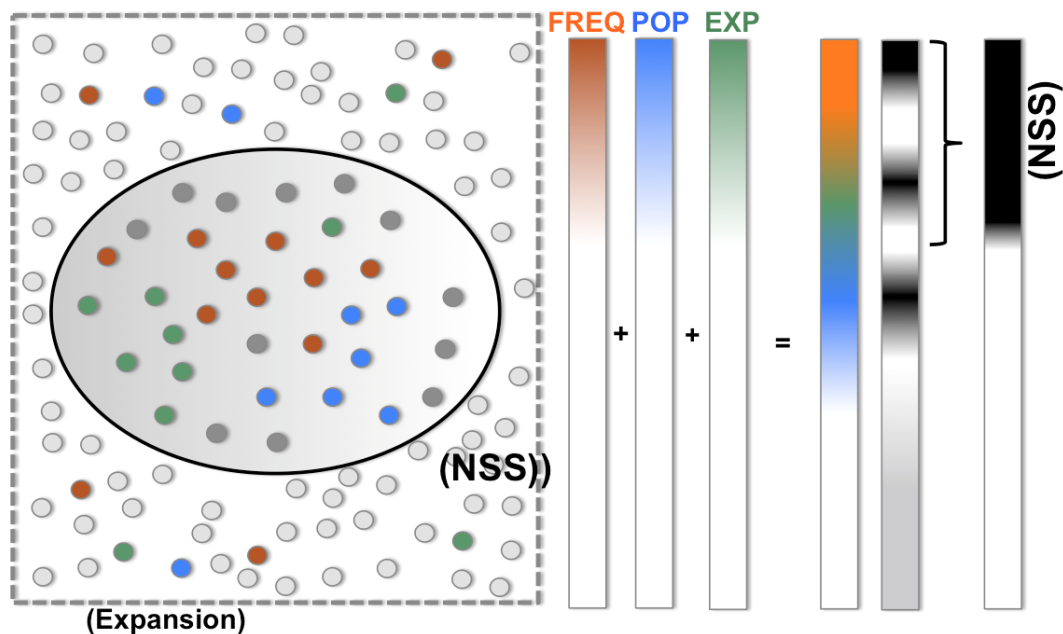 FREQ POP EXP
+ + =
(NSS)
(NSS))
(Expansion)